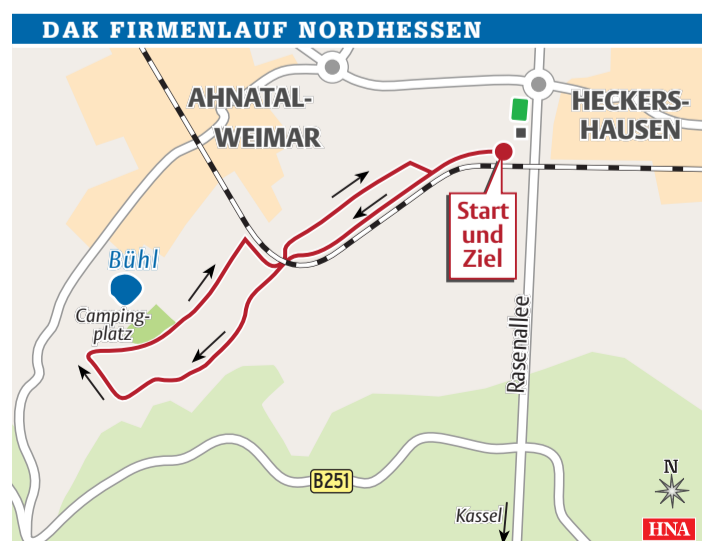 DAK FIRMENLAUF NORDHESSEN
AHNATAL-
WEIMAR
HECKERS-
HAUSEN
Start
und
Ziel
Bühl
Camping-
platz
Rasenallee
B251
Kassel
N
HNA